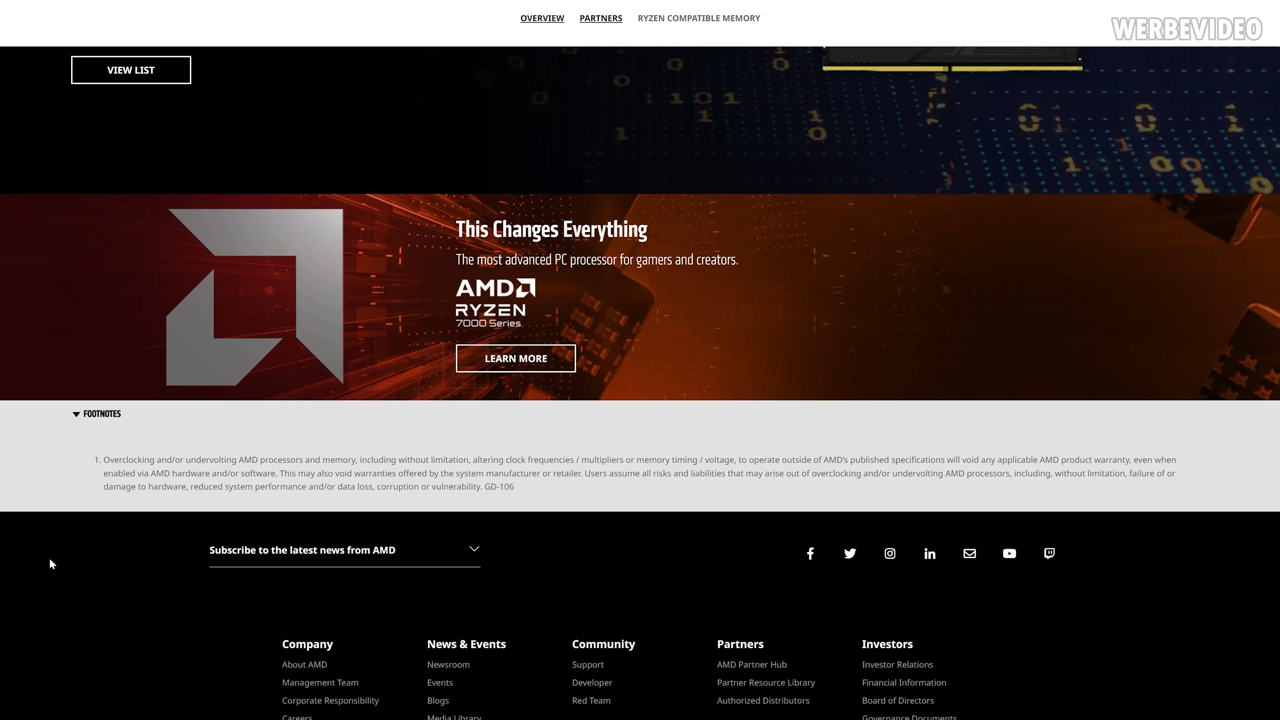 OVERVIEW PARTNERS RYZEN COMPATIBLE MEMORY
WERBEVIDEO
VIEW LIST
This Changes Everything
The most advanced PC processor for gamers and creators.
AMD
RYZEN
7000 Series
LEARN MORE
FOOTNOTES
1. Overclocking and/or undervolting AMD processors and memory, including without limitation, altering clock frequencies / multipliers or memory timing / voltage, to operate outside of AMD's published specifications will void any applicable AMD product warranty, even when
enabled via AMD hardware and/or software. This may also void warranties offered by the system manufacturer or retailer. Users assume all risks and liabilities that may arise out of overclocking and/or undervolting AMD processors, including, without limitation, failure of or
damage to hardware, reduced system performance and/or data loss, corruption or vulnerability. GD-106
Subscribe to the latest news from AMD
Company News & Events Community Partners Investors
About AMD Newsroom Support AMD Partner Hub Investor Relations
Management Team Events Developer Partner Resource Library Financial Information
Corporate Responsibility Blogs Red Team Authorized Distributors Board of Directors
Careers Media Library Governance Documents